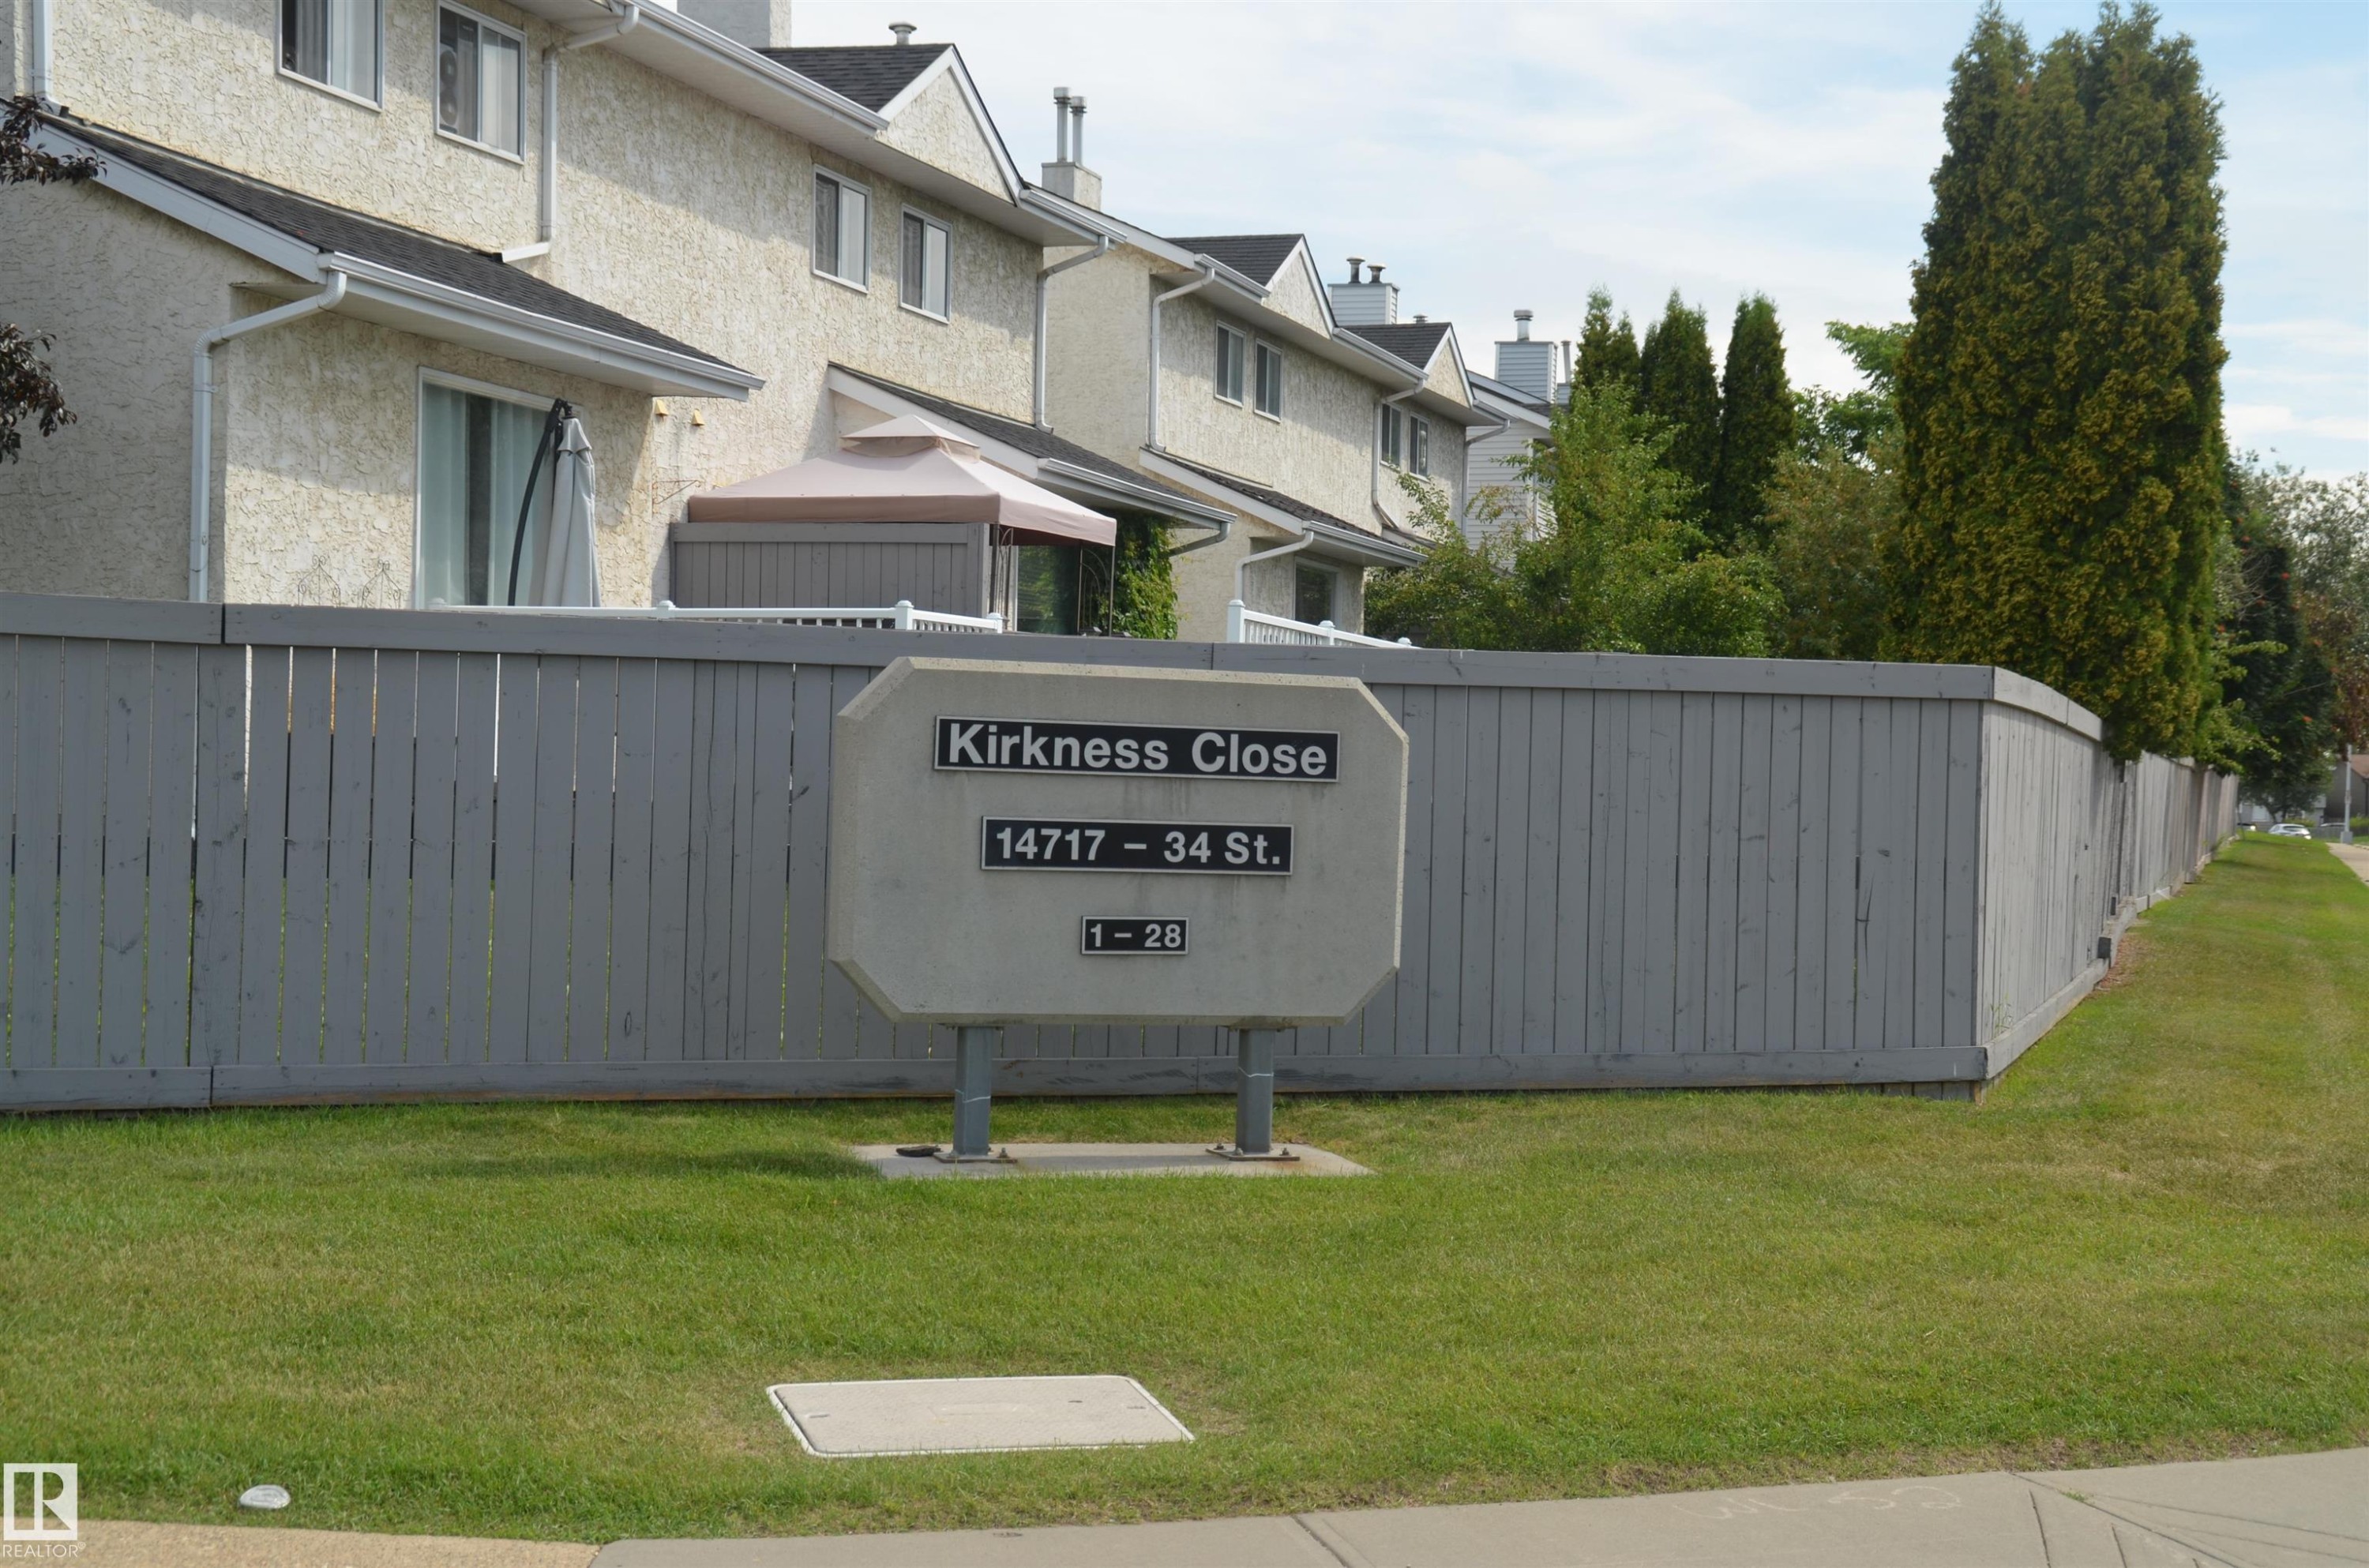 Kirkness Close
14717 – 34 St.
1 – 28
R
REALTOR